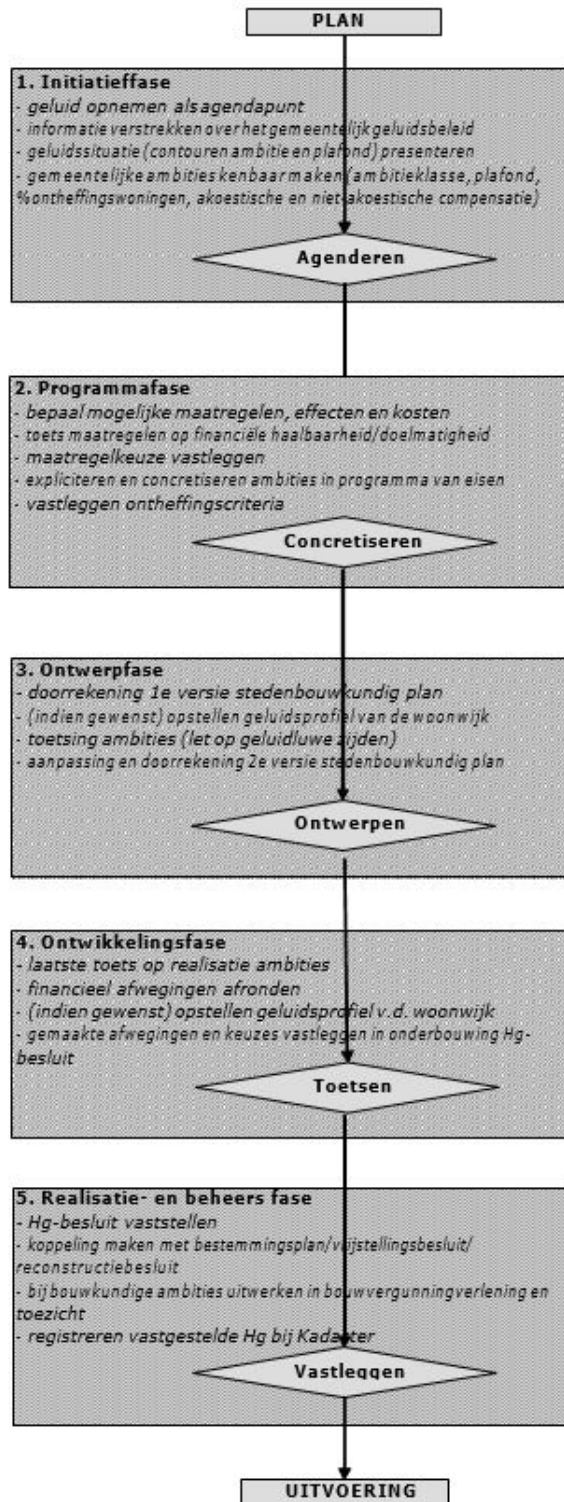 PLAN
1. Initiatieffase
- geluid opnemen als agendapunt
- informatie verstrekken over het gemeentelijk geluidsbeleid
- geluidssituatie (contouren ambitie en plafond) presenteren
- gemeentelijke ambities kenbaar maken (ambitieklasse, plafond,
%ontheffingswoningen, akoestische en niet-akoestische compensatie)
Agenderen
2. Programmafase
- bepaal mogelijke maatregelen, effecten en kosten
- toets maatregelen op financiële haalbaarheid/doelmatigheid
- maatregelkeuze vastleggen
- expliciteren en concretiseren ambities in programma van eisen
- vastleggen ontheffingscriteria
Concretiseren
3. Ontwerpfase
- doorrekening 1e versie stedenbouwkundig plan
- (indien gewenst) opstellen geluidsprofiel van de woonwijk
- toetsing ambities (let op geluidluwe zijden)
- aanpassing en doorrekening 2e versie stedenbouwkundig plan
Ontwerpen
4. Ontwikkelingsfase
- laatste toets op realisatie ambities
- financieel afwegingen afronden
- (indien gewenst) opstellen geluidsprofiel v.d. woonwijk
- gemaakte afwegingen en keuzes vastleggen in onderbouwing Hg-
besluit
Toetsen
5. Realisatie- en beheers fase
- Hg-besluit vaststellen
- koppeling maken met bestemmingsplan/vrijstellingsbesluit/
reconstructiebesluit
- bij bouwkundige ambities uitwerken in bouwvergunningverlening en
toezicht
- registreren vastgestelde Hg bij Kadaster
Vastleggen
UITVOERING